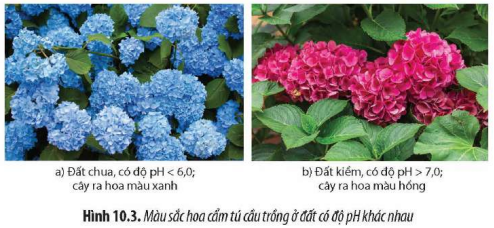 a) Đất chua, có độ pH < 6,0;
cây ra hoa màu xanh
b) Đất kiềm, có độ pH > 7,0;
cây ra hoa màu hồng
Hình 10.3. Màu sắc hoa cẩm tú cầu trồng ở đất có độ pH khác nhau